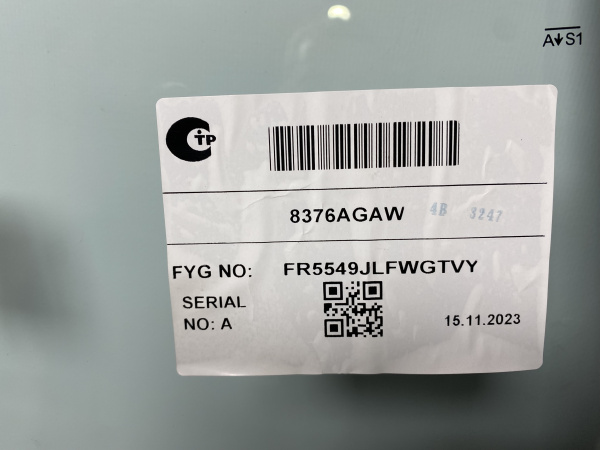 A↓S1
CTP
8376AGAW 4B 3247
FYG NO: FR5549JLFWGTVY
SERIAL
NO: A
15.11.2023